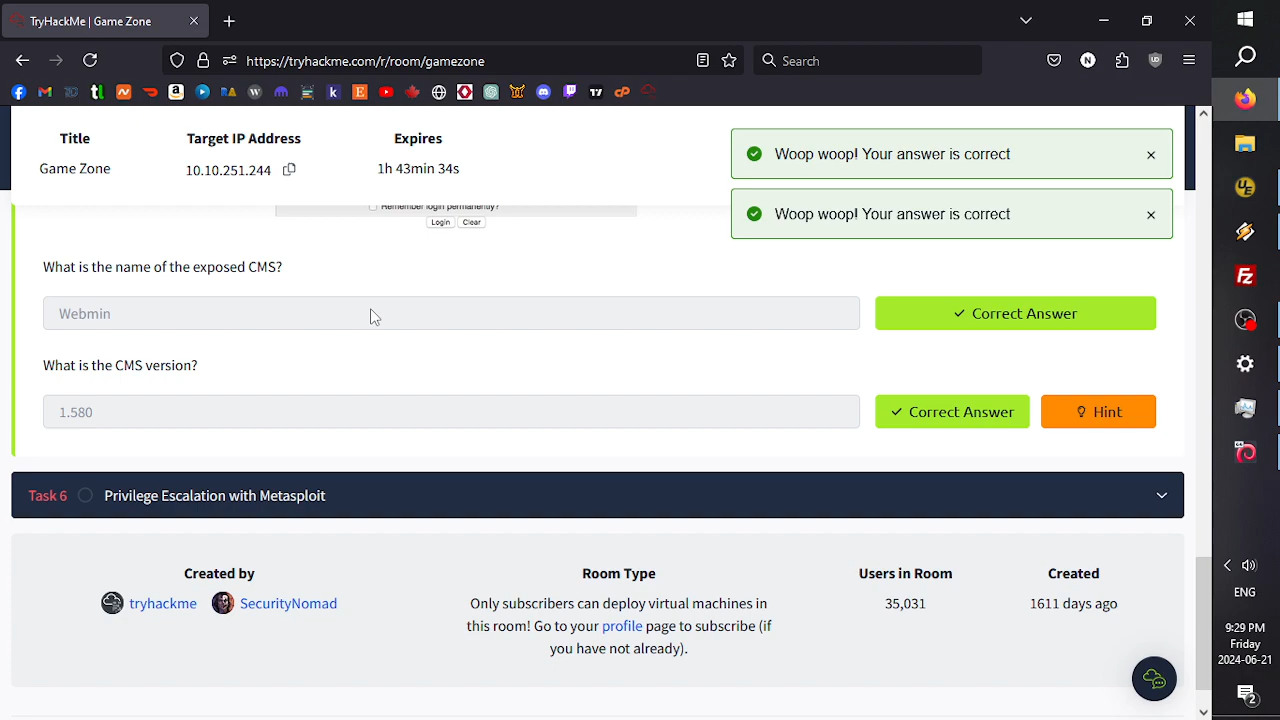 TryHackMe | Game Zone
https://tryhackme.com/r/room/gamezone
Search
Title
Target IP Address
Expires
Game Zone
10.10.251.244
1h 43min 34s
Woop woop! Your answer is correct
Woop woop! Your answer is correct
Remember login permanently?
Login
Clear
What is the name of the exposed CMS?
Webmin
Correct Answer
What is the CMS version?
1.580
Correct Answer
Hint
Task 6
Privilege Escalation with Metasploit
Created by
tryhackme
SecurityNomad
Room Type
Only subscribers can deploy virtual machines in
this room! Go to your profile page to subscribe (if
you have not already).
Users in Room
35,031
Created
1611 days ago
ENG
9:29 PM
Friday
2024-06-21
2